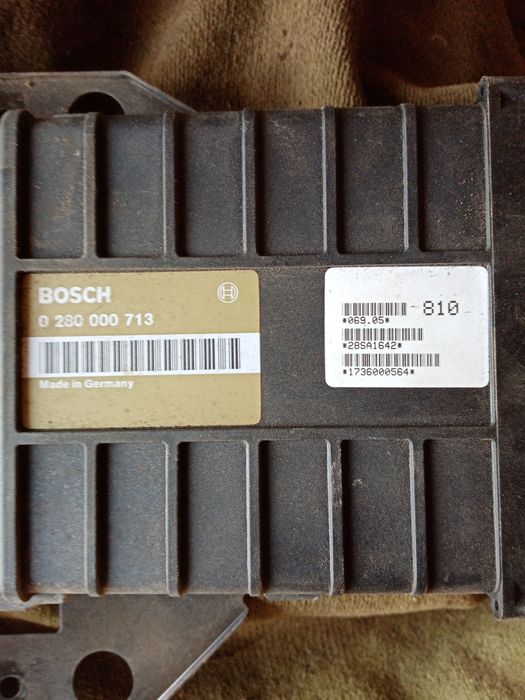 BOSCH
0 280 000 713
Made in Germany
810
*069.05*
*28SA1642*
*1736000564*